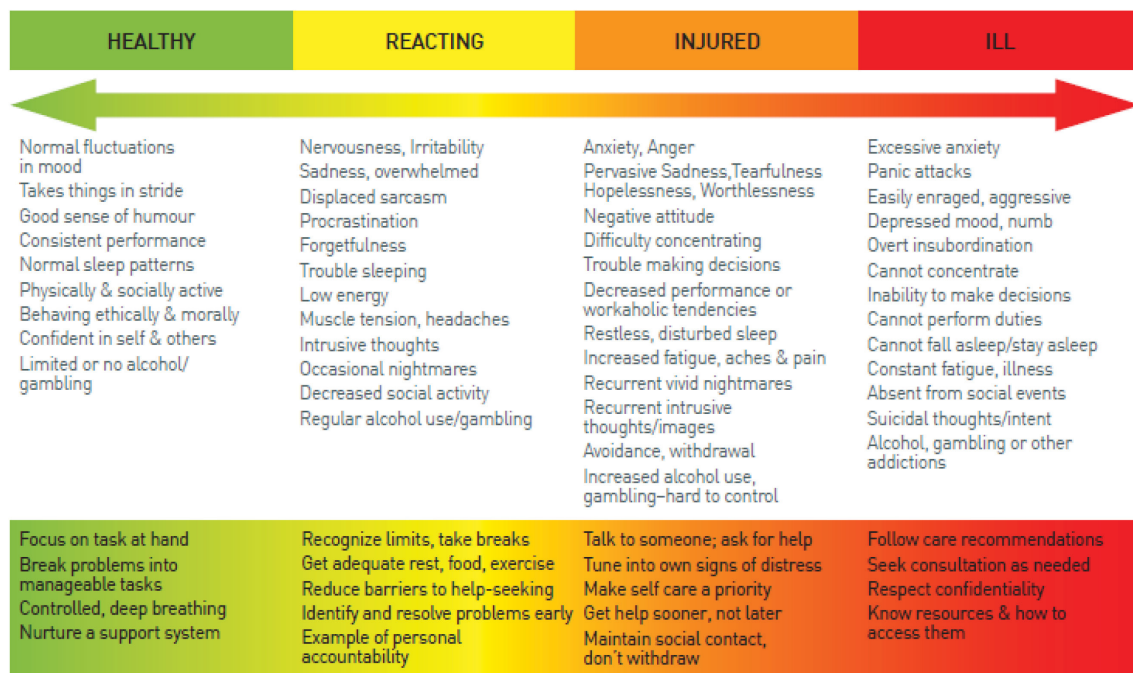 HEALTHY
REACTING
INJURED
ILL
Normal fluctuations
in mood
Takes things in stride
Good sense of humour
Consistent performance
Normal sleep patterns
Physically & socially active
Behaving ethically & morally
Confident in self & others
Limited or no alcohol/
gambling
Nervousness, Irritability
Sadness, overwhelmed
Displaced sarcasm
Procrastination
Forgetfulness
Trouble sleeping
Low energy
Muscle tension, headaches
Intrusive thoughts
Occasional nightmares
Decreased social activity
Regular alcohol use/gambling
Anxiety, Anger
Pervasive Sadness,Tearfulness
Hopelessness, Worthlessness
Negative attitude
Difficulty concentrating
Trouble making decisions
Decreased performance or
workaholic tendencies
Restless, disturbed sleep
Increased fatigue, aches & pain
Recurrent vivid nightmares
Recurrent intrusive
thoughts/images
Avoidance, withdrawal
Increased alcohol use,
gambling–hard to control
Excessive anxiety
Panic attacks
Easily enraged, aggressive
Depressed mood, numb
Overt insubordination
Cannot concentrate
Inability to make decisions
Cannot perform duties
Cannot fall asleep/stay asleep
Constant fatigue, illness
Absent from social events
Suicidal thoughts/intent
Alcohol, gambling or other
addictions
Focus on task at hand
Break problems into
manageable tasks
Controlled, deep breathing
Nurture a support system
Recognize limits, take breaks
Get adequate rest, food, exercise
Reduce barriers to help-seeking
Identify and resolve problems early
Example of personal
accountability
Talk to someone; ask for help
Tune into own signs of distress
Make self care a priority
Get help sooner, not later
Maintain social contact,
don't withdraw
Follow care recommendations
Seek consultation as needed
Respect confidentiality
Know resources & how to
access them